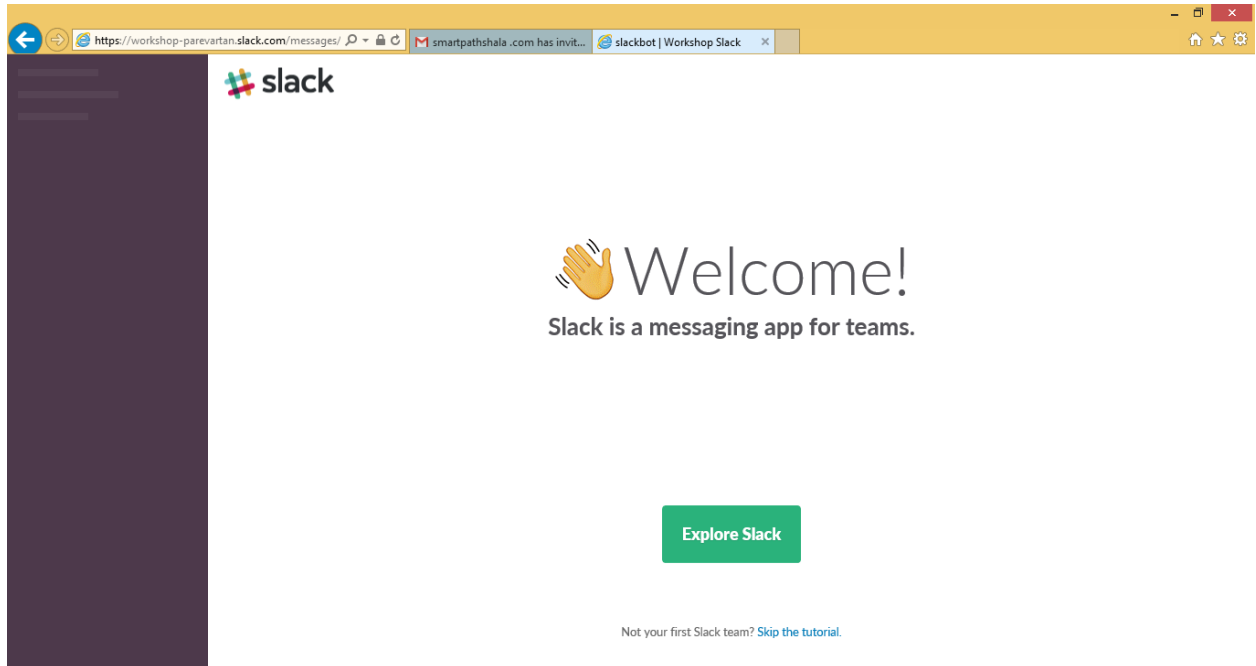 https://workshop-parevartan.slack.com/messages/
smartpathshala .com has invit...
slackbot | Workshop Slack
slack
Welcome!
Slack is a messaging app for teams.
Explore Slack
Not your first Slack team? Skip the tutorial.